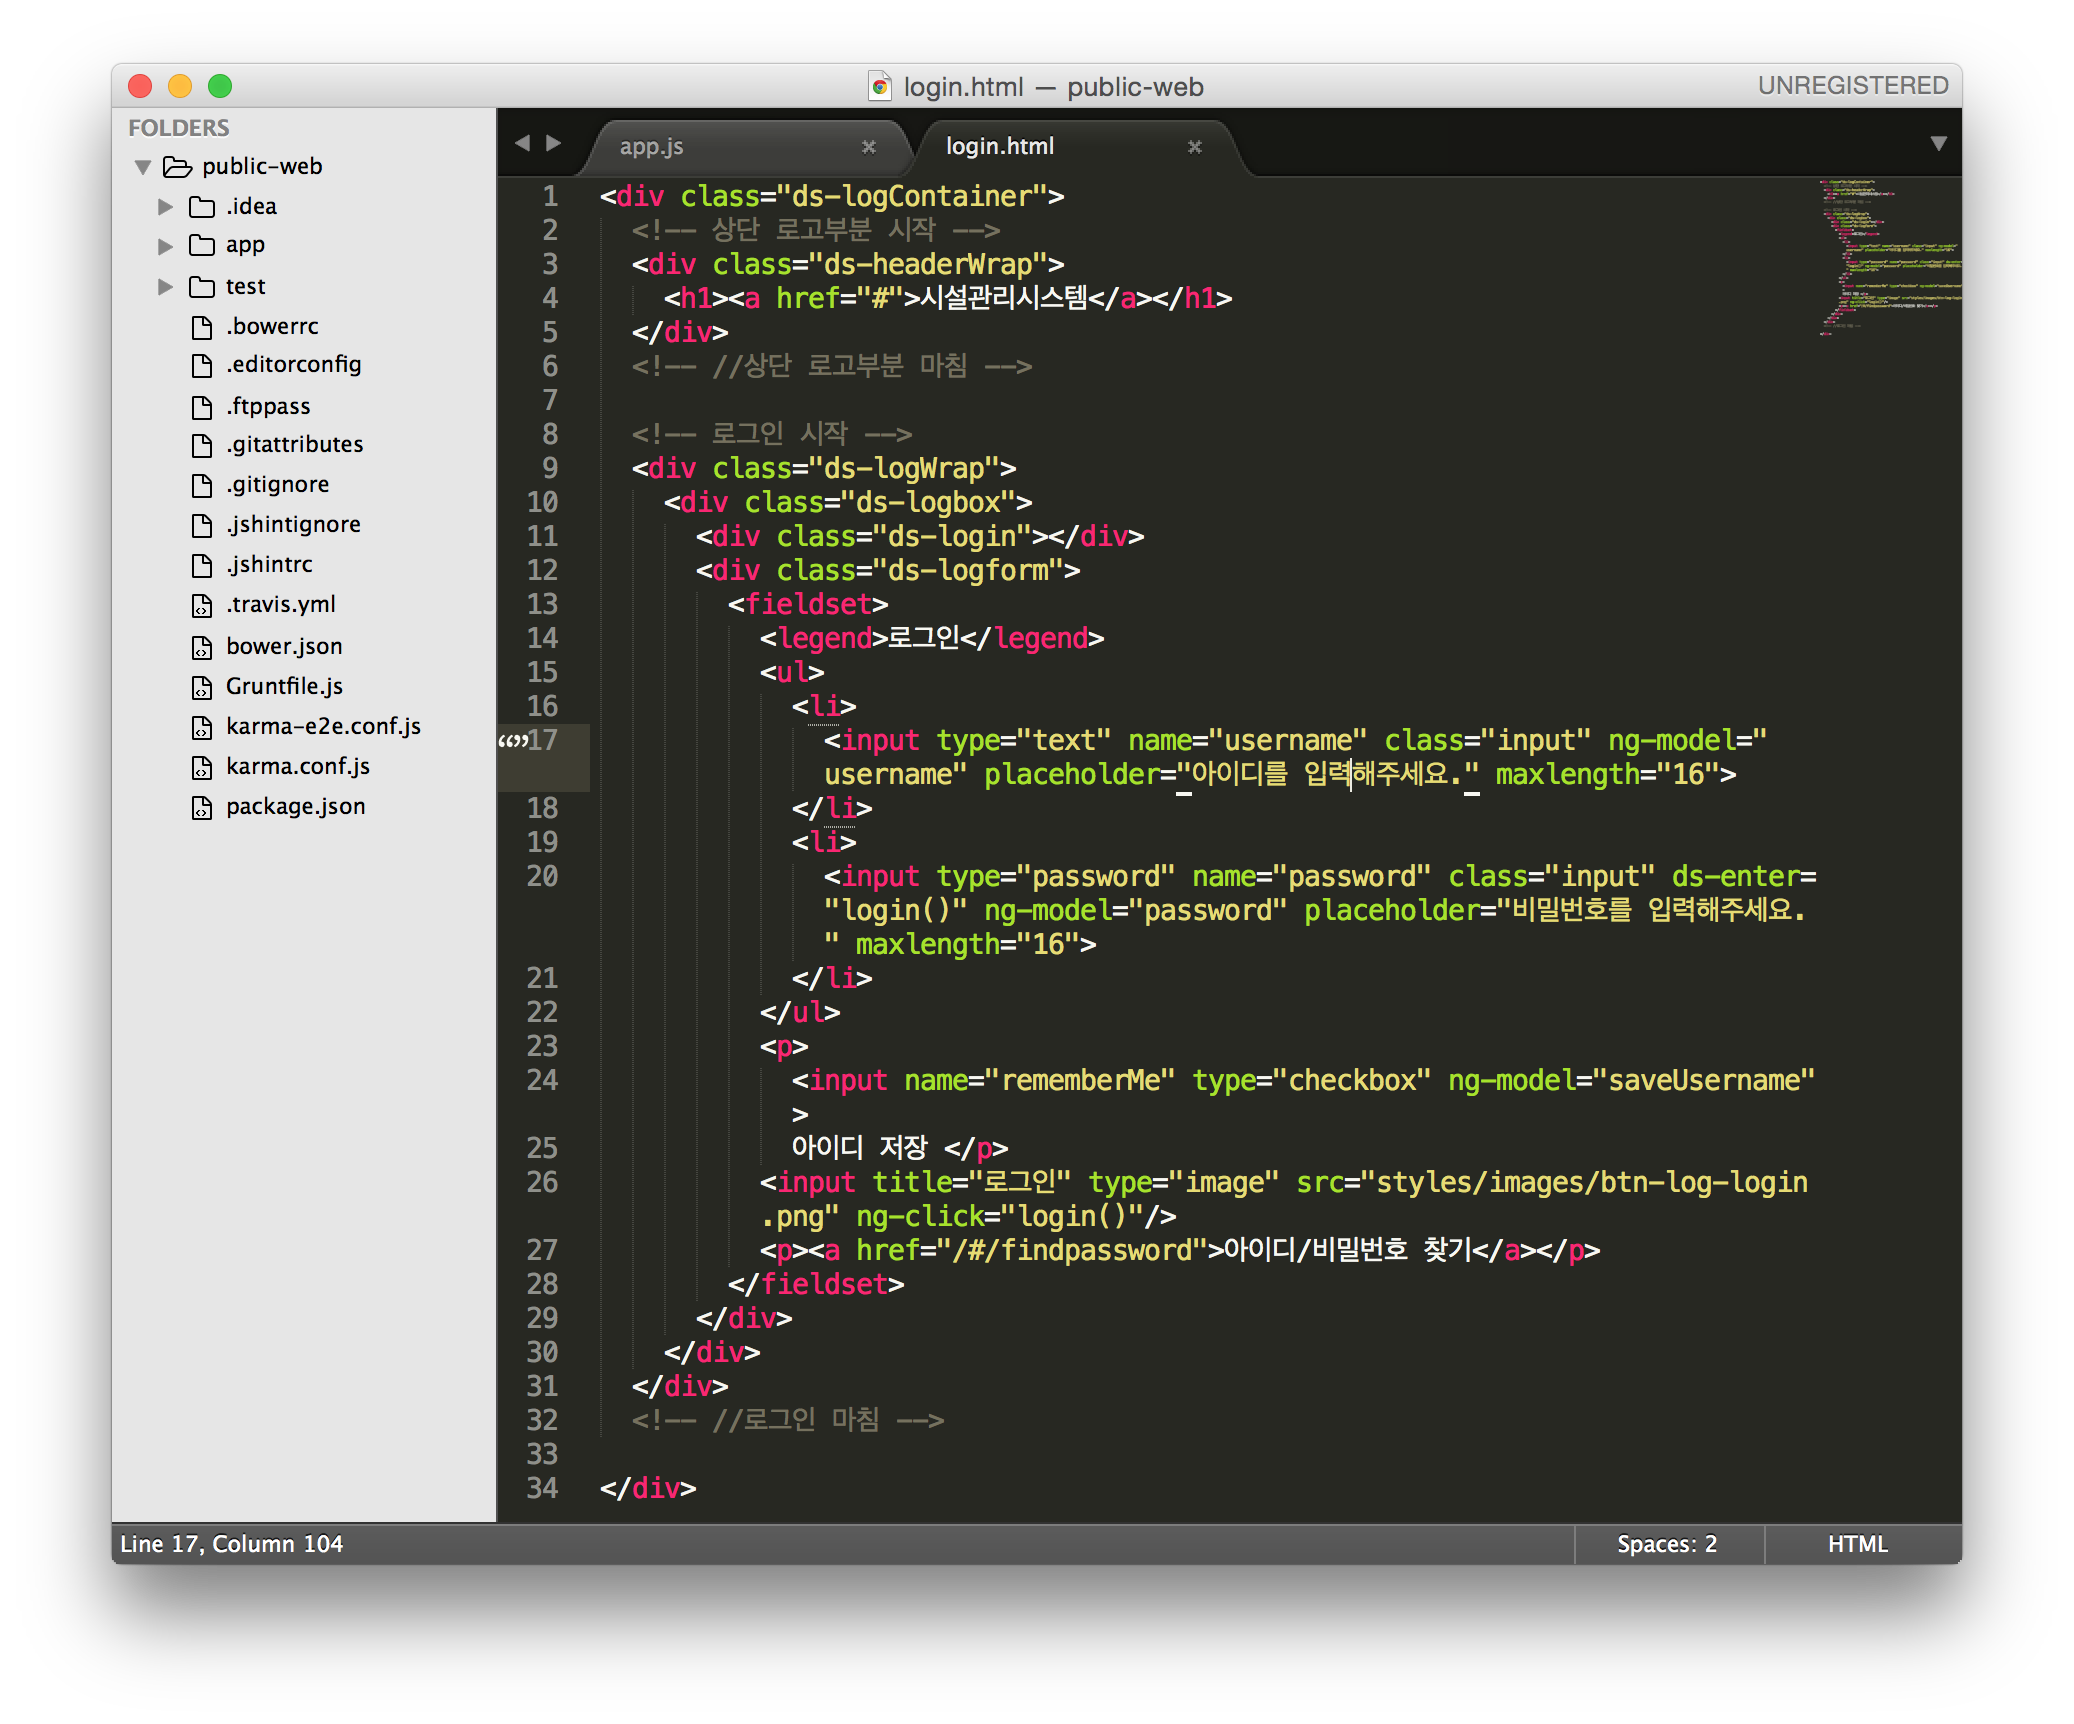 login.html — public-web
UNREGISTERED
FOLDERS
public-web
.idea
app
test
.bowerrc
.editorconfig
.ftppass
.gitattributes
.gitignore
.jshintignore
.jshintrc
.travis.yml
bower.json
Gruntfile.js
karma-e2e.conf.js
karma.conf.js
package.json
app.js
login.html
1 <div class="ds-logContainer">
2 <!-- 상단 로고부분 시작 -->
3 <div class="ds-headerWrap">
4 <h1><a href="#">시설관리시스템</a></h1>
5 </div>
6 <!-- //상단 로고부분 마침 -->
7
8 <!-- 로그인 시작 -->
9 <div class="ds-logWrap">
10 <div class="ds-logbox">
11 <div class="ds-login"></div>
12 <div class="ds-logform">
13 <fieldset>
14 <legend>로그인</legend>
15 <ul>
16 <li>
17 <input type="text" name="username" class="input" ng-model="
username" placeholder="아이디를 입력해주세요." maxlength="16">
18 </li>
19 <li>
20 <input type="password" name="password" class="input" ds-enter=
"login()" ng-model="password" placeholder="비밀번호를 입력해주세요.
" maxlength="16">
21 </li>
22 </ul>
23 <p>
24 <input name="rememberMe" type="checkbox" ng-model="saveUsername"
>
25 아이디 저장 </p>
26 <input title="로그인" type="image" src="styles/images/btn-log-login
.png" ng-click="login()"/>
27 <p><a href="/#/findpassword">아이디/비밀번호 찾기</a></p>
28 </fieldset>
29 </div>
30 </div>
31 </div>
32 <!-- //로그인 마침 -->
33
34 </div>
Line 17, Column 104
Spaces: 2
HTML